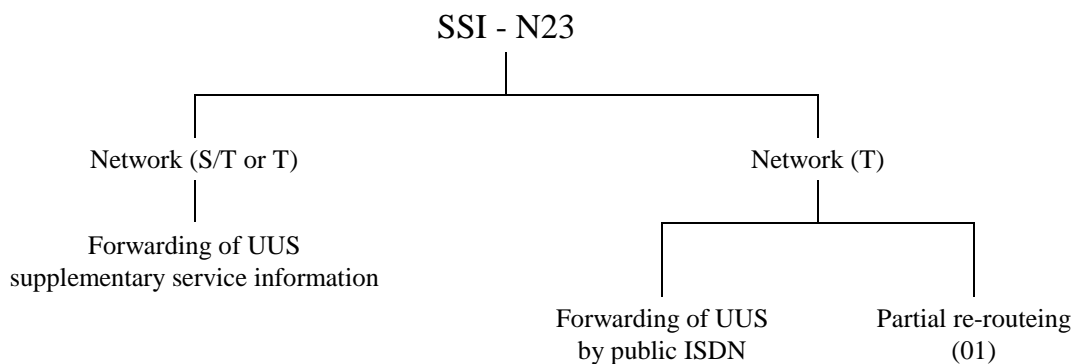 SSI - N23
Network (S/T or T)
Network (T)
Forwarding of UUS
supplementary service information
Forwarding of UUS
by public ISDN
Partial re-routeing
(01)